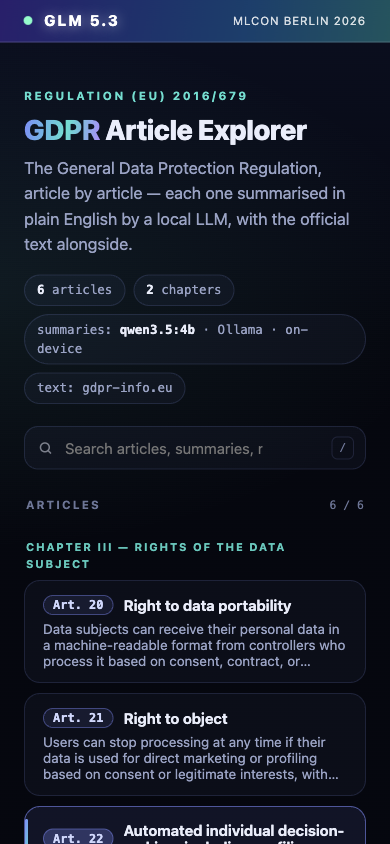 GLM 5.3
MLCON BERLIN 2026
REGULATION (EU) 2016/679
GDPR Article Explorer
The General Data Protection Regulation,
article by article — each one summarised in
plain English by a local LLM, with the official
text alongside.
6 articles
2 chapters
summaries: qwen3.5:4b · Ollama · on-
device
text: gdpr-info.eu
Search articles, summaries, r
/
ARTICLES
6 / 6
CHAPTER III — RIGHTS OF THE DATA
SUBJECT
Art. 20 Right to data portability
Data subjects can receive their personal data in
a machine-readable format from controllers who
process it based on consent, contract, or...
Art. 21 Right to object
Users can stop processing at any time if their
data is used for direct marketing or profiling
based on consent or legitimate interests, with...
Art. 22 Automated individual decision-